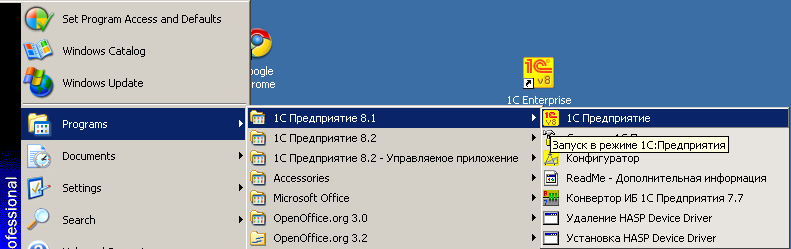 Set Program Access and Defaults
Windows Catalog
Windows Update
Programs
Documents
Settings
Search
ofessional
oogle
rome
1C Enterprise
1С Предприятие 8.1
1С Предприятие 8.2
1С Предприятие 8.2 - Управляемое приложение
Accessories
Microsoft Office
OpenOffice.org 3.0
OpenOffice.org 3.2
1С Предприятие
Запуск в режиме 1С:Предприятия
Конфигуратор
ReadMe - Дополнительная информация
Конвертор ИБ 1С Предприятия 7.7
Удаление HASP Device Driver
Установка HASP Device Driver